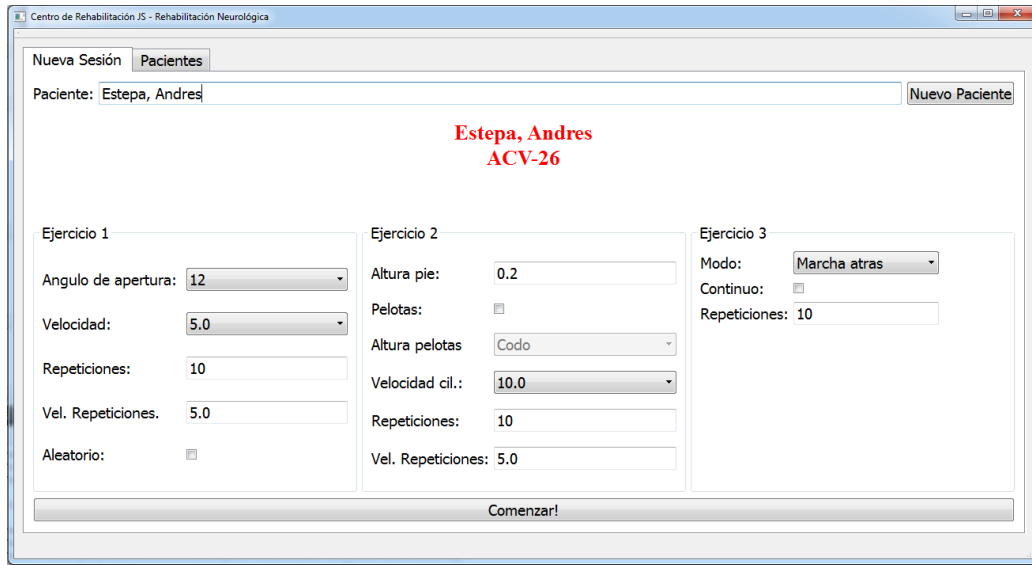 Centro de Rehabilitación JS - Rehabilitación Neurológica
Nueva Sesión Pacientes
Paciente: Estepa, Andres Nuevo Paciente
Estepa, Andres
ACV-26
Ejercicio 1
Angulo de apertura: 12
Velocidad: 5.0
Repeticiones: 10
Vel. Repeticiones. 5.0
Aleatorio:
Ejercicio 2
Altura pie: 0.2
Pelotas:
Altura pelotas Codo
Velocidad cil.: 10.0
Repeticiones: 10
Vel. Repeticiones: 5.0
Ejercicio 3
Modo: Marcha atras
Continuo:
Repeticiones: 10
Comenzar!